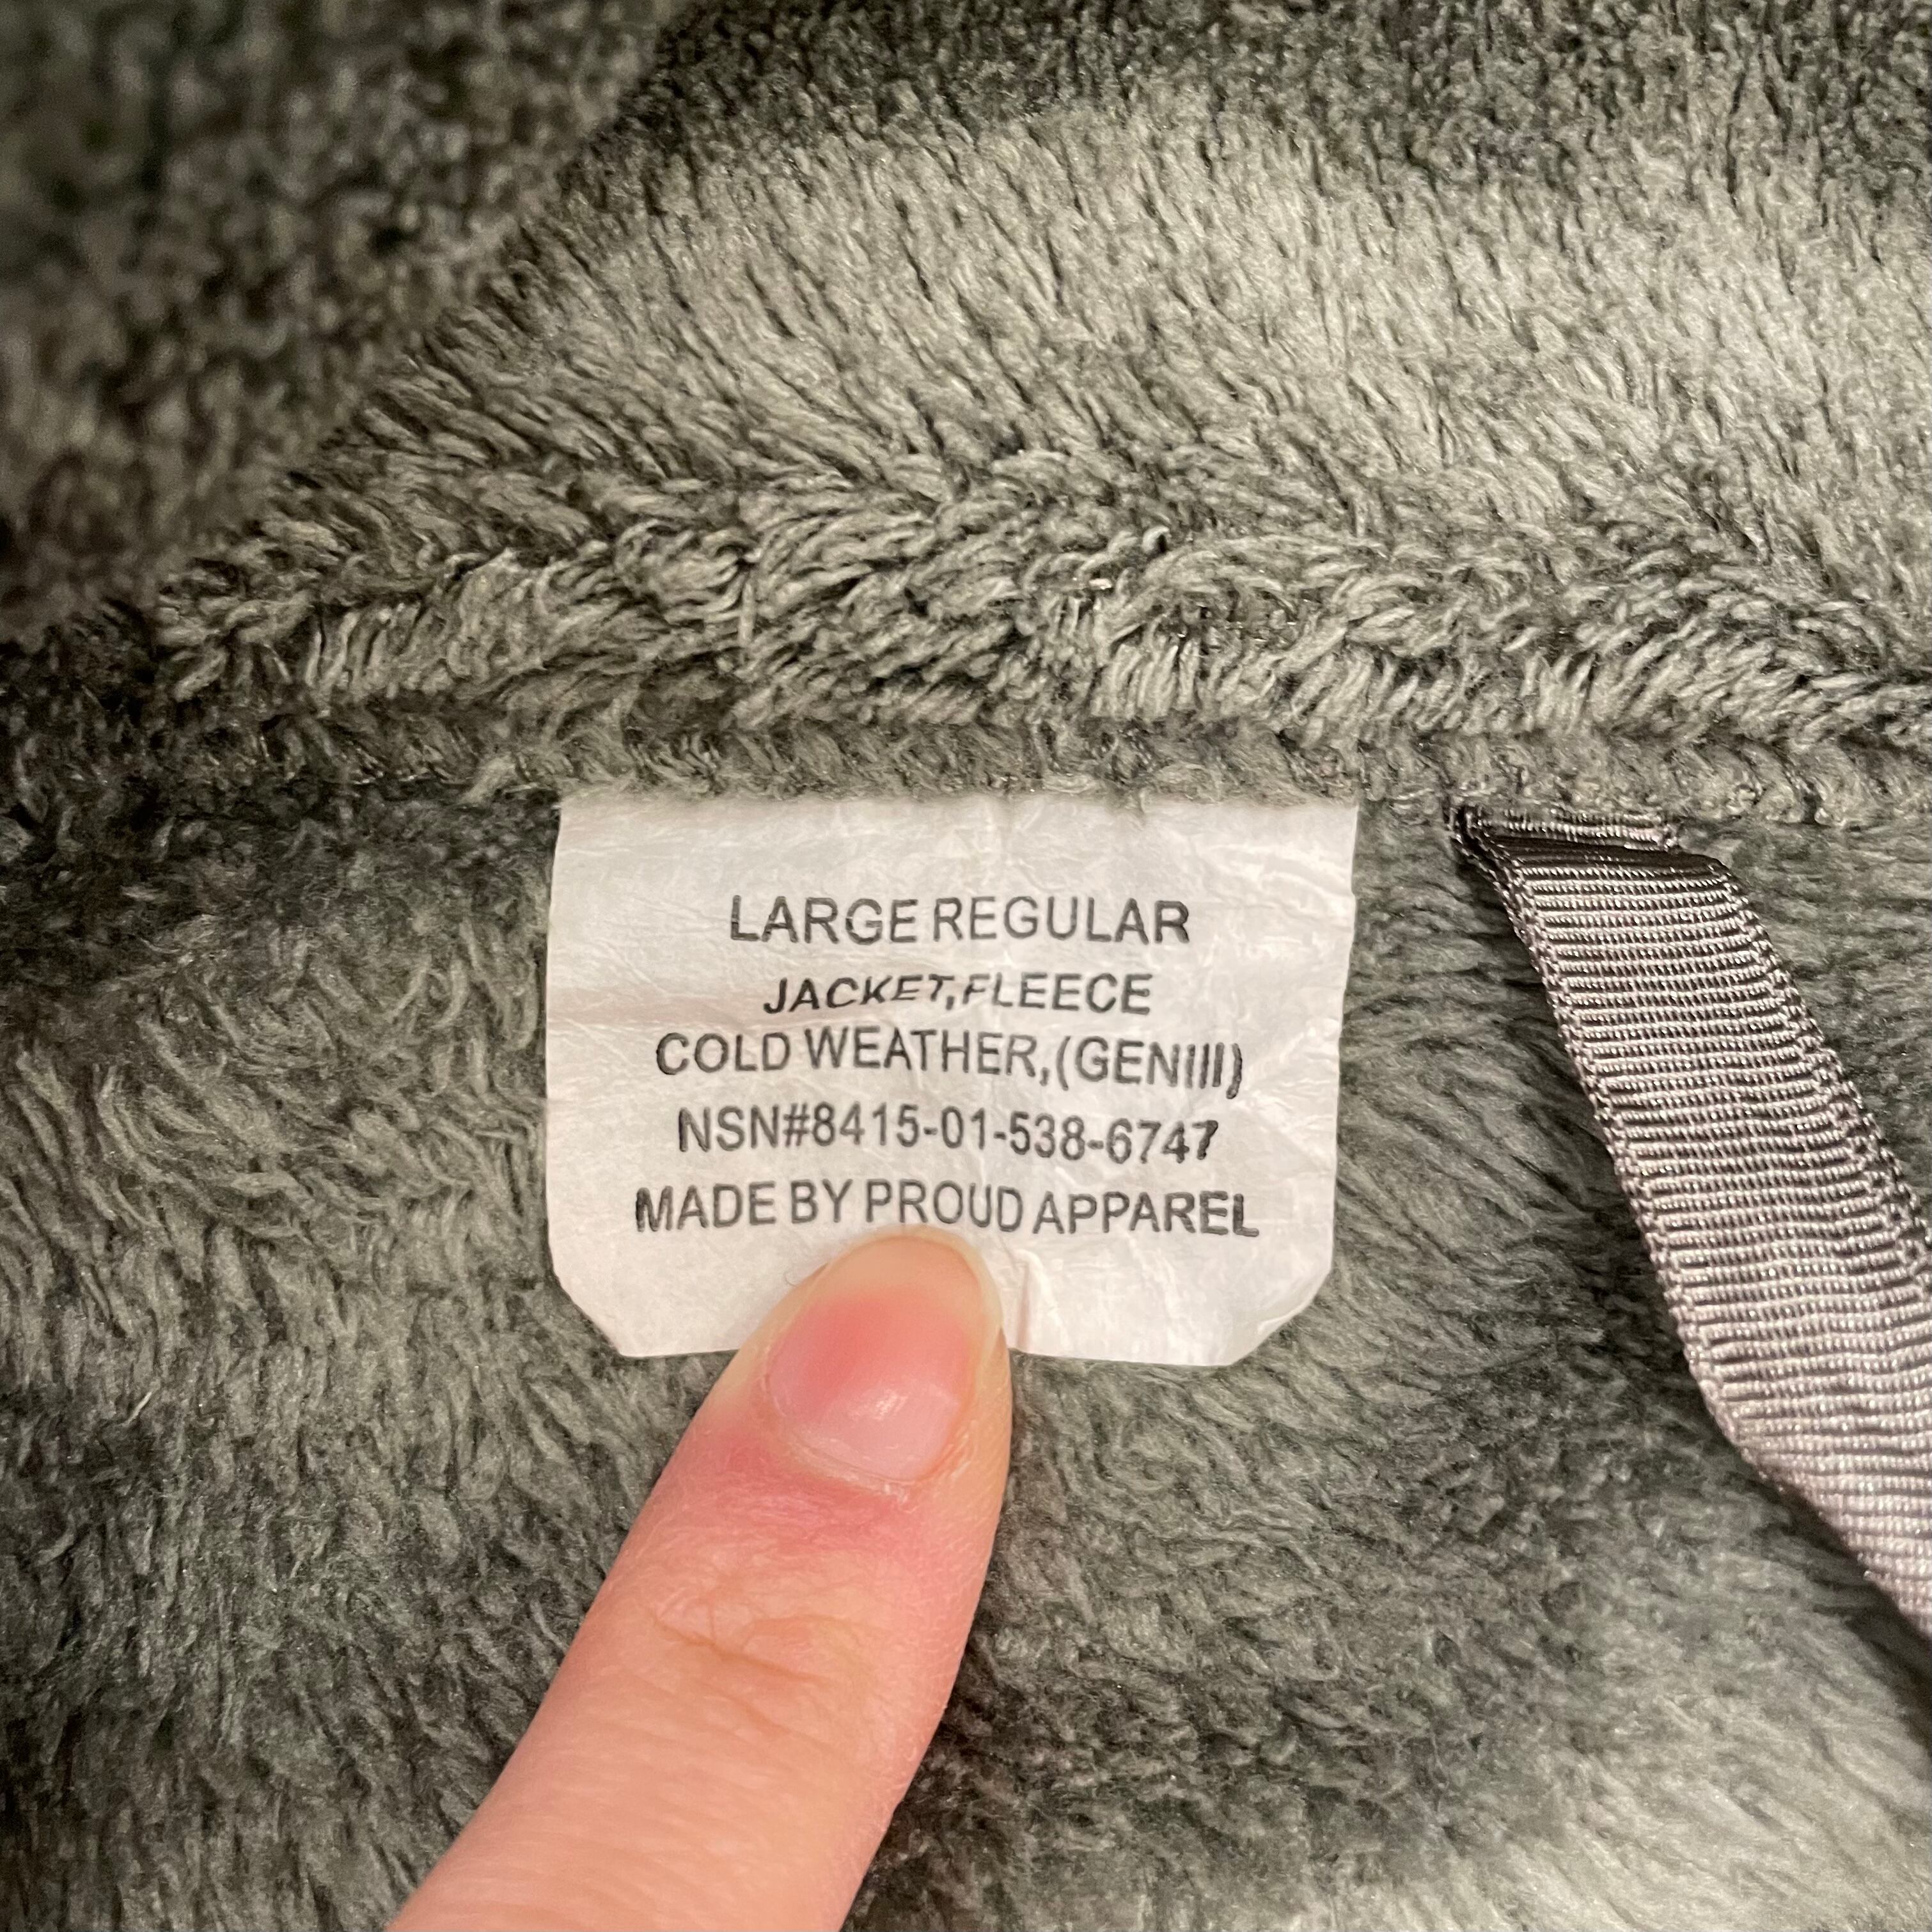 LARGE REGULAR
JACKET,FLEECE
COLD WEATHER,(GENIII)
NSN#8415-01-538-6747
MADE BY PROUD APPAREL